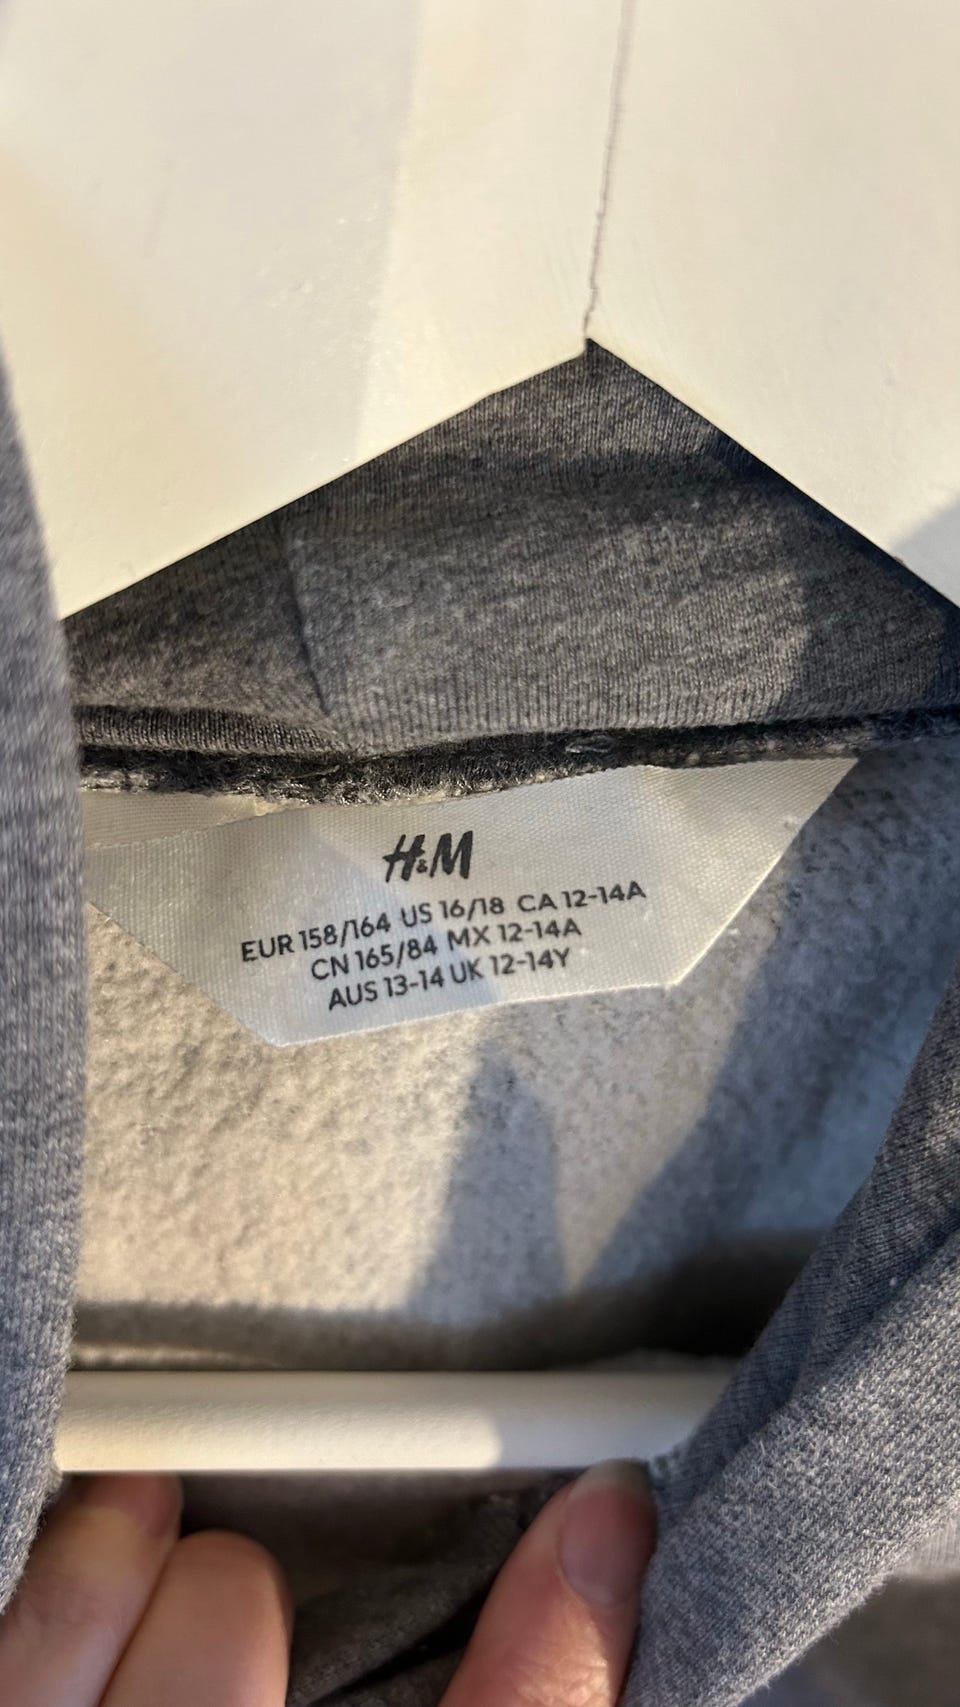 H&M
EUR 158/164 US 16/18 CA 12-14A
CN 165/84 MX 12-14A
AUS 13-14 UK 12-14Y